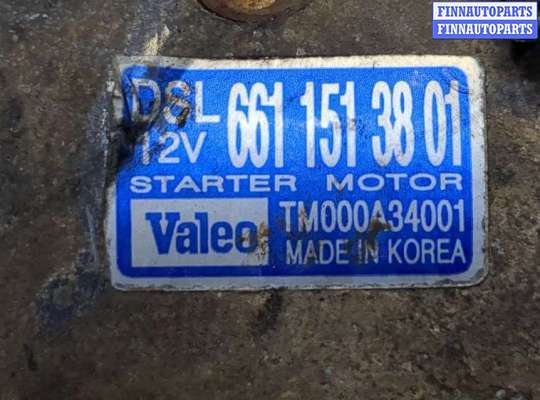 FINNAUTOPARTS
FINNAUTOPARTS
DSL
12V 661 151 38 01
STARTER MOTOR
Valeo TM000A34001
MADE IN KOREA